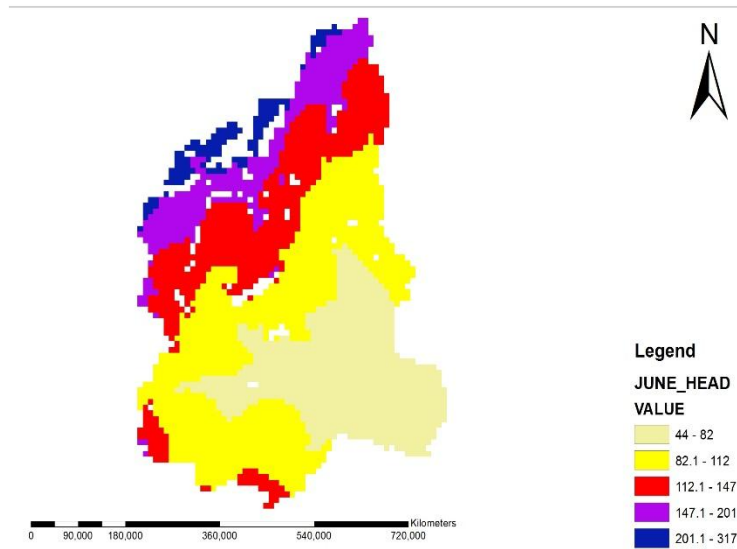 N
Legend
JUNE_HEAD
VALUE
44 - 82
82.1 - 112
112.1 - 147
147.1 - 201
201.1 - 317
Kilometers
0 90,000 180,000 360,000 540,000 720,000